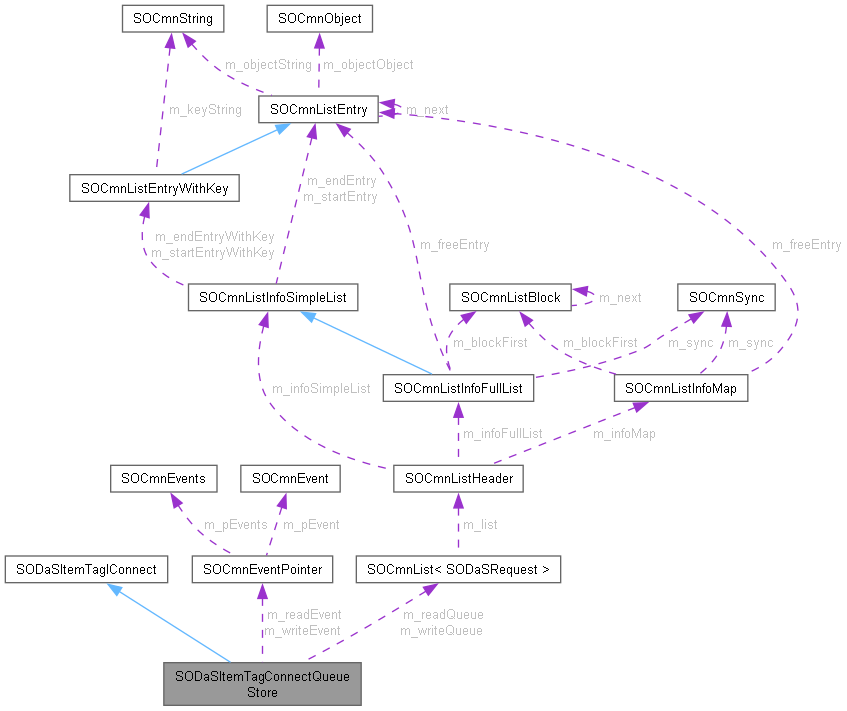 SOCmnString
SOCmnObject
m_objectString
m_objectObject
SOCmnListEntry
m_next
m_keyString
SOCmnListEntryWithKey
m_endEntry
m_startEntry
m_endEntryWithKey
m_startEntryWithKey
m_freeEntry
m_freeEntry
SOCmnListInfoSimpleList
SOCmnListBlock
m_next
SOCmnSync
m_blockFirst
m_blockFirst
m_sync
m_sync
m_infoSimpleList
SOCmnListInfoFullList
SOCmnListInfoMap
m_infoFullList
m_infoMap
SOCmnEvents
SOCmnEvent
SOCmnListHeader
m_pEvents
m_pEvent
m_list
SODaSItemTagIConnect
SOCmnEventPointer
SOCmnList< SODaSRequest >
m_readEvent
m_writeEvent
m_readQueue
m_writeQueue
SODaSItemTagConnectQueue
Store